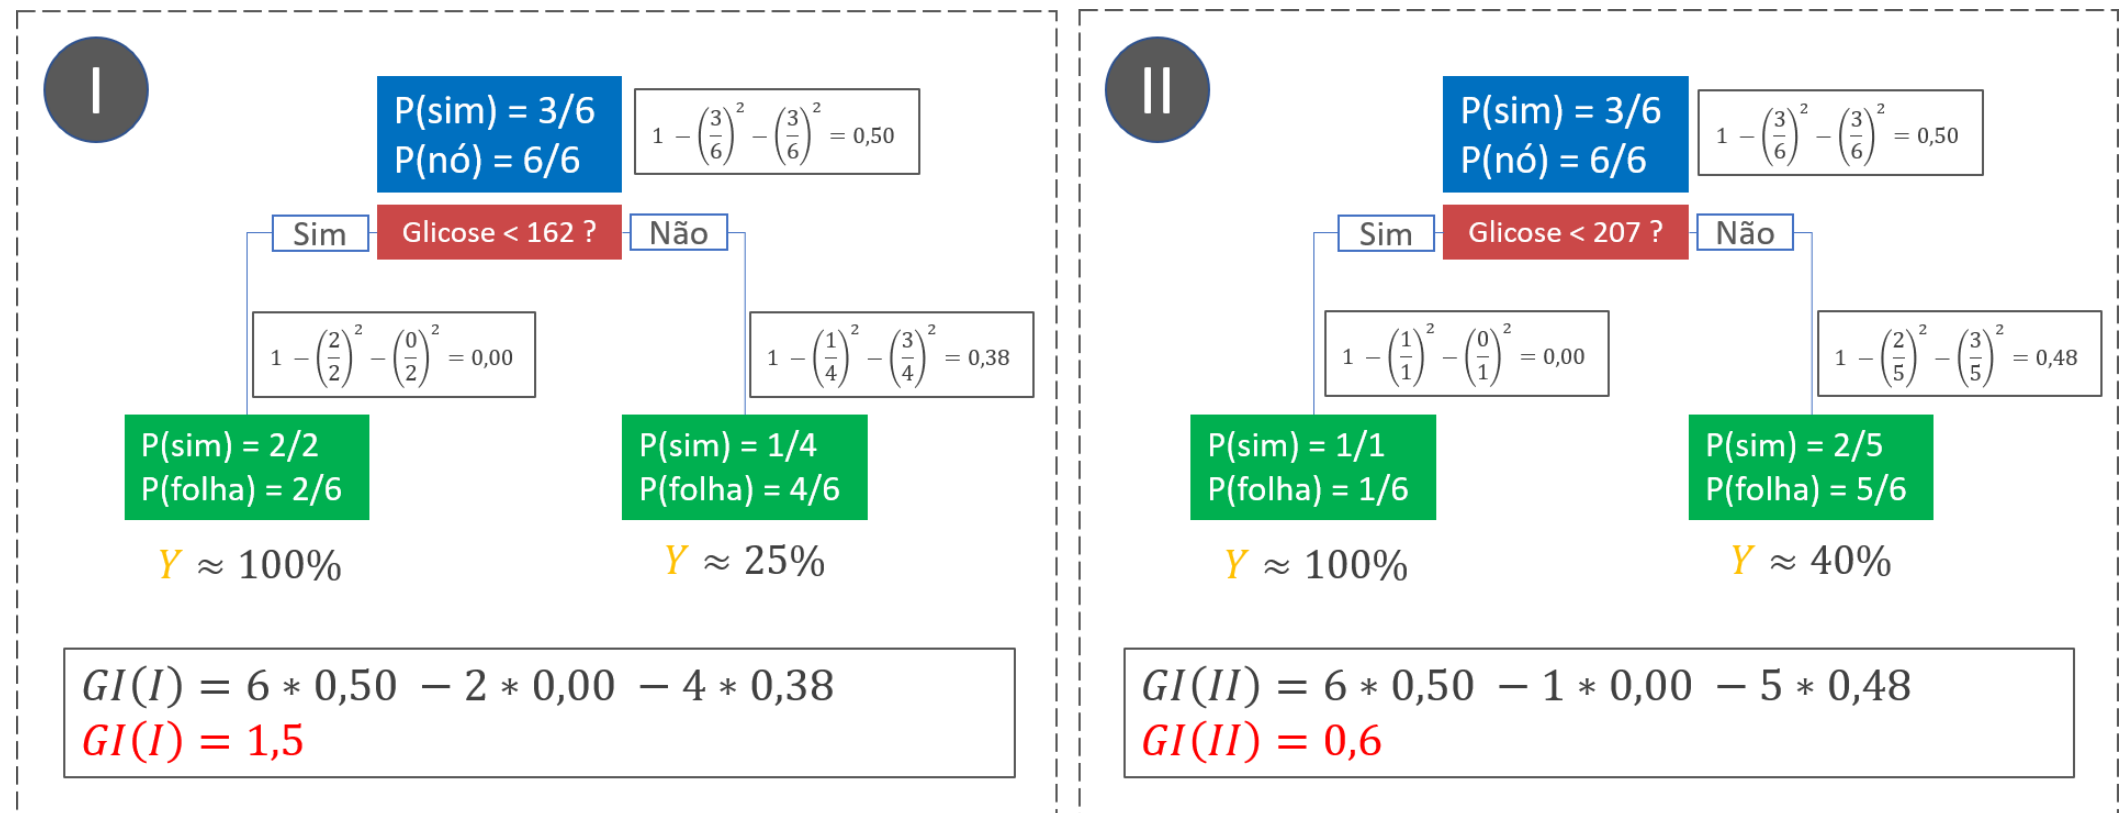 I
P(sim) = 3/6
P(nó) = 6/6
1 − (3/6)² − (3/6)² = 0,50
Sim
Glicose < 162 ?
Não
1 − (2/2)² − (0/2)² = 0,00
1 − (1/4)² − (3/4)² = 0,38
P(sim) = 2/2
P(folha) = 2/6
P(sim) = 1/4
P(folha) = 4/6
Y ≈ 100%
Y ≈ 25%
GI(I) = 6 * 0,50 − 2 * 0,00 − 4 * 0,38
GI(I) = 1,5
II
P(sim) = 3/6
P(nó) = 6/6
1 − (3/6)² − (3/6)² = 0,50
Sim
Glicose < 207 ?
Não
1 − (1/1)² − (0/1)² = 0,00
1 − (2/5)² − (3/5)² = 0,48
P(sim) = 1/1
P(folha) = 1/6
P(sim) = 2/5
P(folha) = 5/6
Y ≈ 100%
Y ≈ 40%
GI(II) = 6 * 0,50 − 1 * 0,00 − 5 * 0,48
GI(II) = 0,6